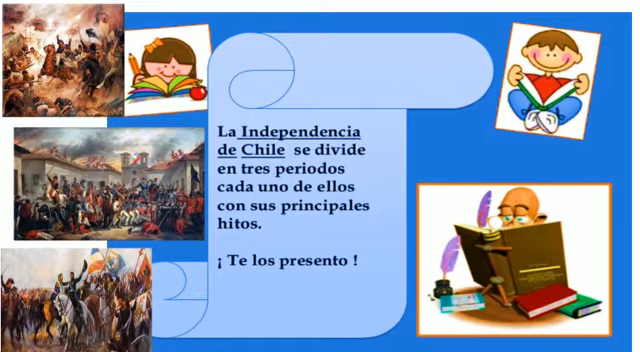 La Independencia
de Chile se divide
en tres periodos
cada uno de ellos
con sus principales
hitos.
¡ Te los presento !